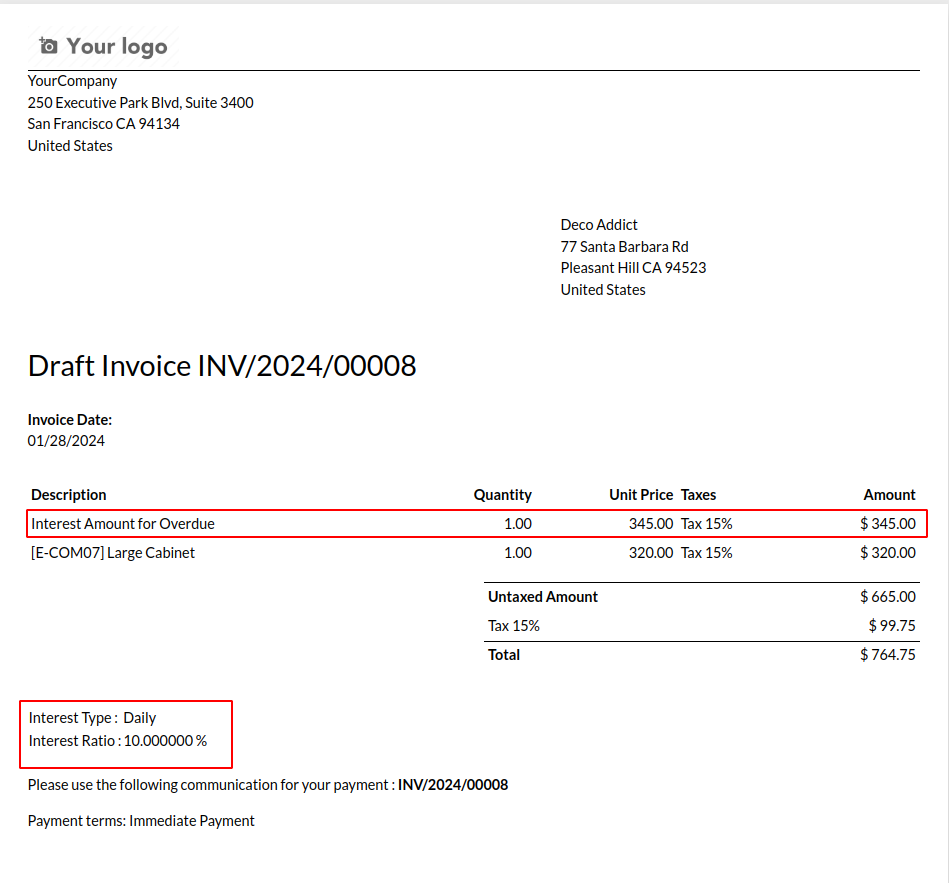 Your logo
YourCompany
250 Executive Park Blvd, Suite 3400
San Francisco CA 94134
United States
Deco Addict
77 Santa Barbara Rd
Pleasant Hill CA 94523
United States
Draft Invoice INV/2024/00008
Invoice Date:
01/28/2024
Description Quantity Unit Price Taxes Amount
Interest Amount for Overdue 1.00 345.00 Tax 15% $ 345.00
[E-COM07] Large Cabinet 1.00 320.00 Tax 15% $ 320.00
Untaxed Amount $ 665.00
Tax 15% $ 99.75
Total $ 764.75
Interest Type : Daily
Interest Ratio : 10.000000 %
Please use the following communication for your payment : INV/2024/00008
Payment terms: Immediate Payment